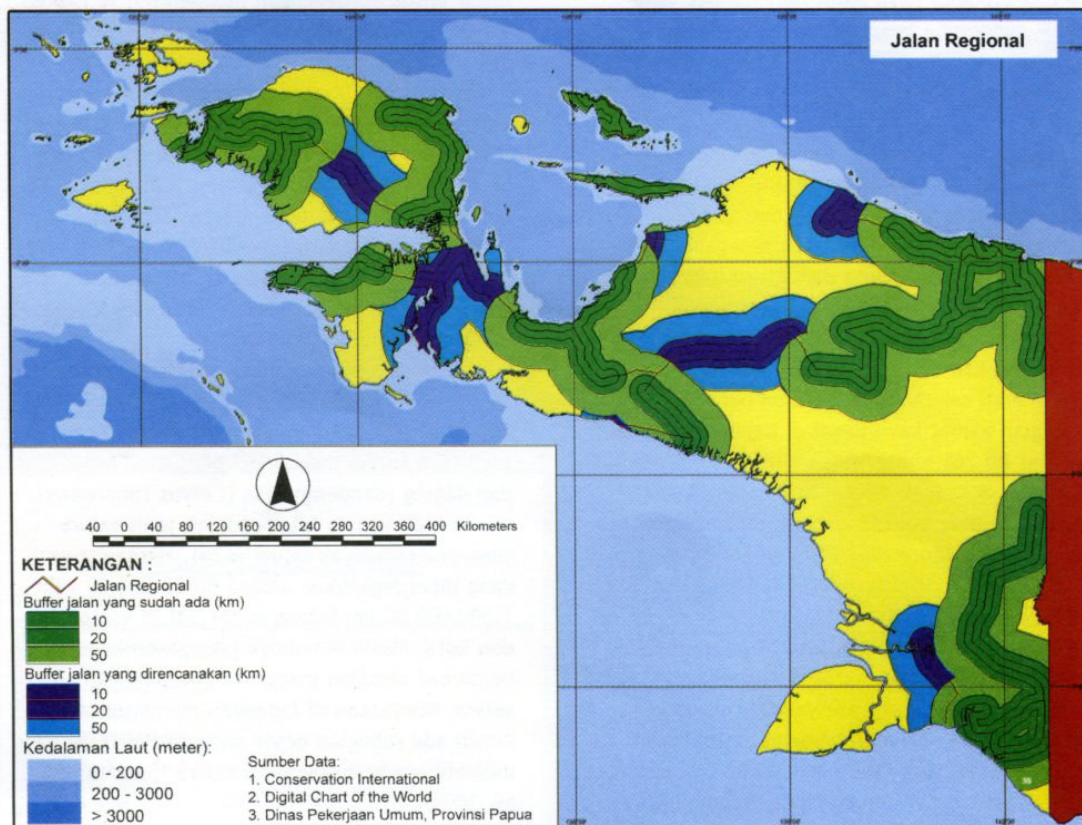 Jalan Regional
40 0 40 80 120 160 200 240 280 320 360 400 Kilometers
KETERANGAN :
Jalan Regional
Buffer jalan yang sudah ada (km)
10
20
50
Buffer jalan yang direncanakan (km)
10
20
50
Kedalaman Laut (meter):
0 - 200
200 - 3000
> 3000
Sumber Data:
1. Conservation International
2. Digital Chart of the World
3. Dinas Pekerjaan Umum, Provinsi Papua